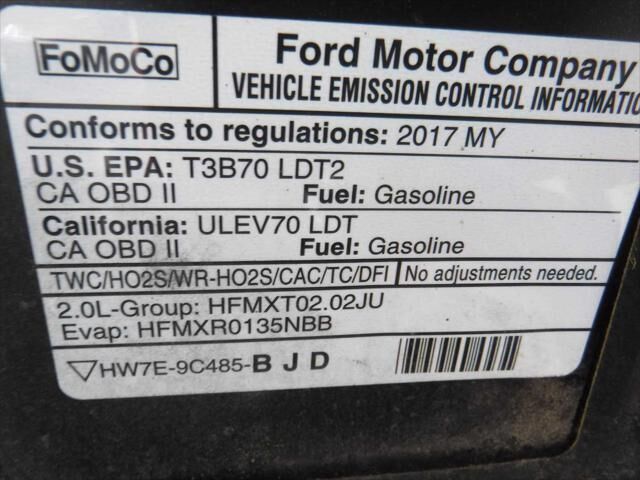 FoMoCo
Ford Motor Company
VEHICLE EMISSION CONTROL INFORMATIO
Conforms to regulations: 2017 MY
U.S. EPA: T3B70 LDT2
CA OBD II Fuel: Gasoline
California: ULEV70 LDT
CA OBD II Fuel: Gasoline
TWC/HO2S/WR-HO2S/CAC/TC/DFI No adjustments needed.
2.0L-Group: HFMXT02.02JU
Evap: HFMXR0135NBB
▽HW7E-9C485-B J D